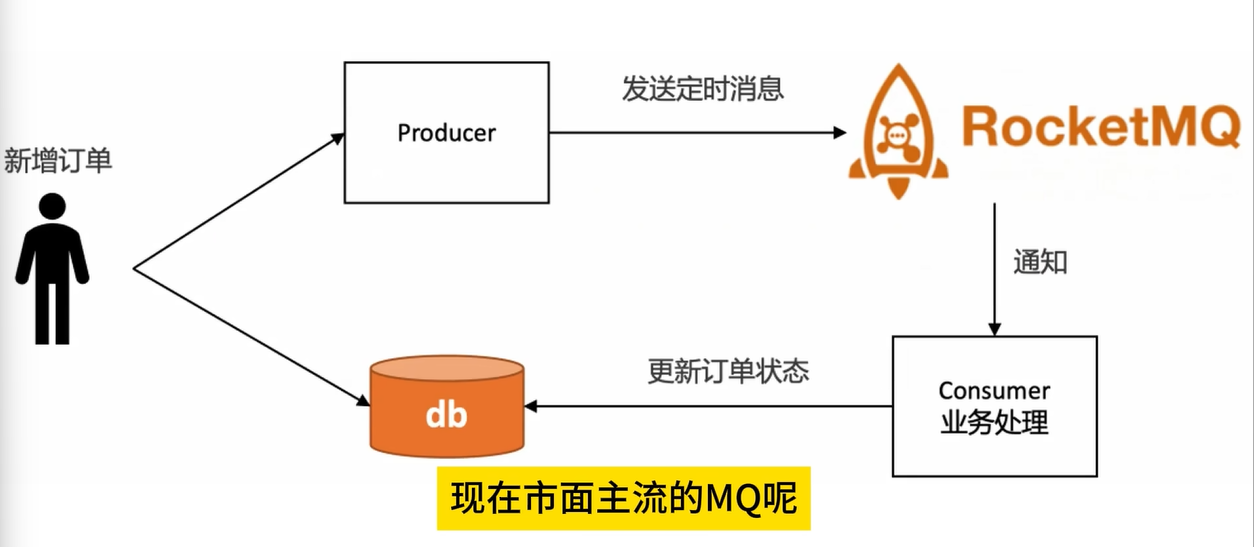 发送定时消息
Producer
RocketMQ
新增订单
通知
更新订单状态
Consumer
业务处理
db
现在市面主流的MQ呢